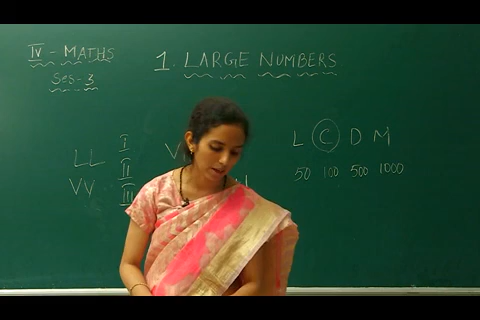 IV - MATHS
Ses - 3
1. LARGE NUMBERS
I
LL II
VV III
V
L C D M
50 100 500 1000